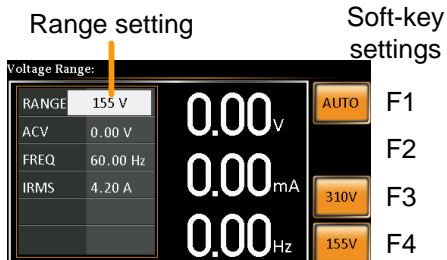 Range setting
Soft-key
settings
Voltage Range:
RANGE 155 V
ACV 0.00 V
FREQ 60.00 Hz
IRMS 4.20 A
0.00V
0.00mA
0.00Hz
AUTO F1
F2
310V F3
155V F4